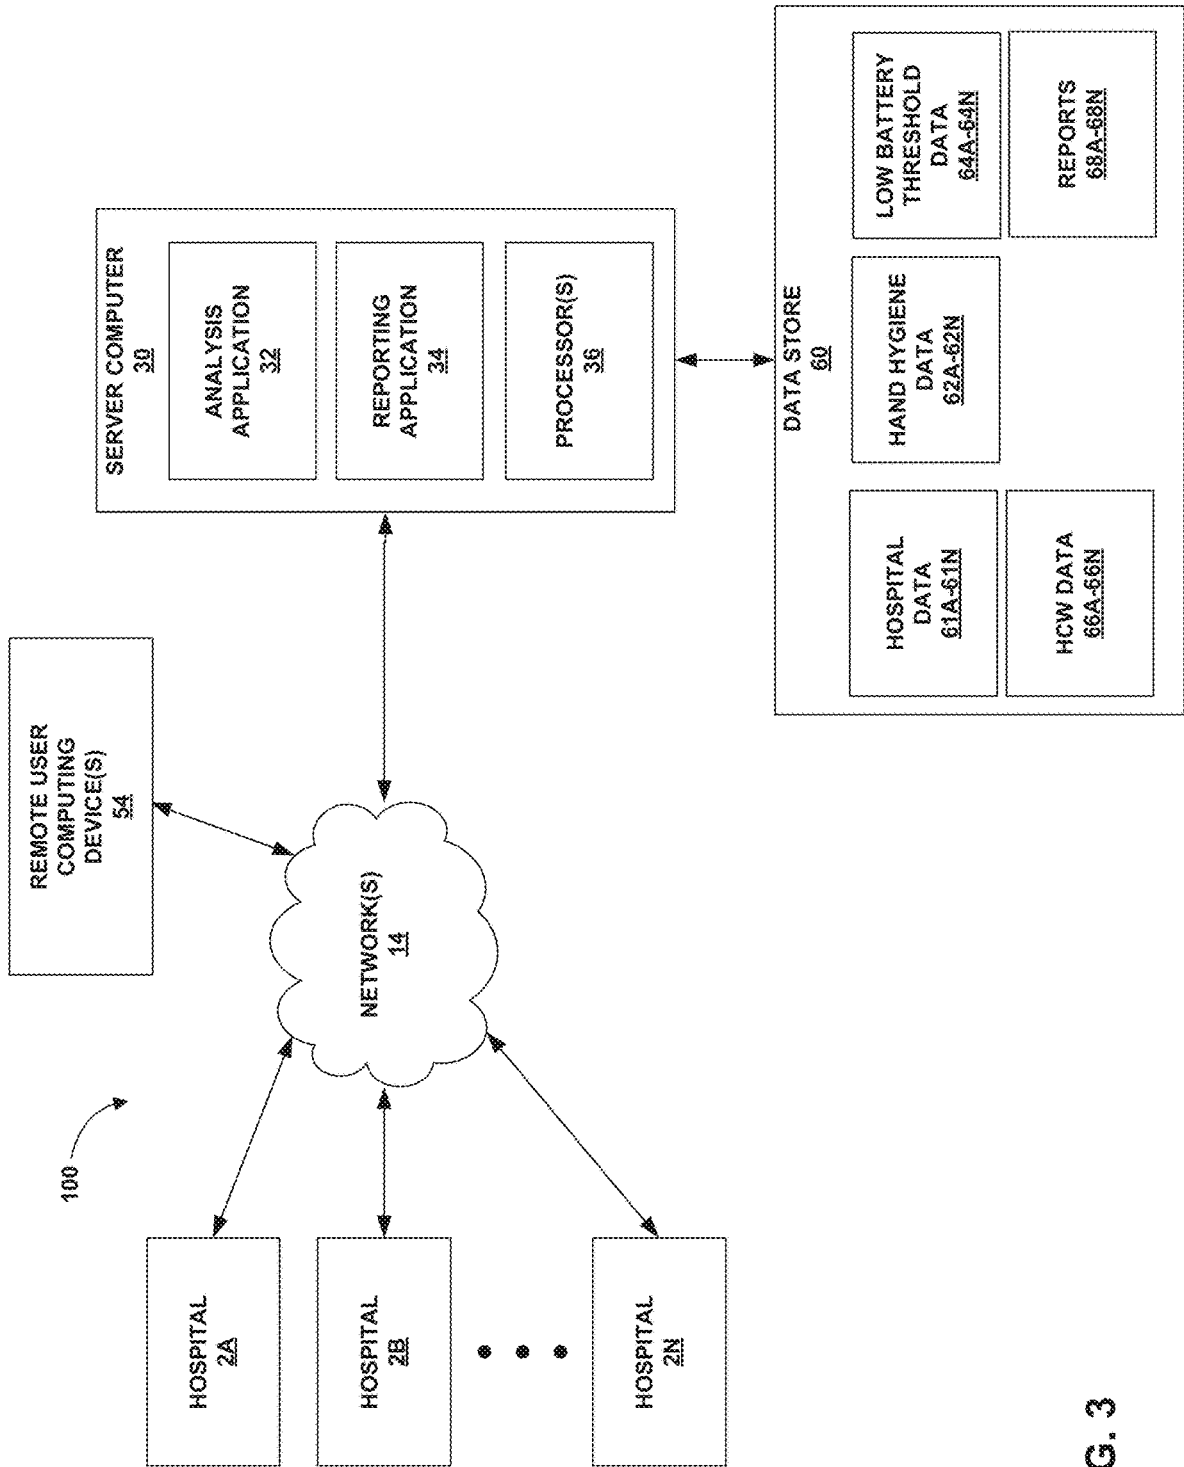 100
HOSPITAL
2A
HOSPITAL
2B
HOSPITAL
2N
NETWORK(S)
14
REMOTE USER
COMPUTING
DEVICE(S)
54
SERVER COMPUTER
30
ANALYSIS
APPLICATION
32
REPORTING
APPLICATION
34
PROCESSOR(S)
36
DATA STORE
60
HOSPITAL
DATA
61A-61N
HAND HYGIENE
DATA
62A-62N
LOW BATTERY
THRESHOLD
DATA
64A-64N
HCW DATA
66A-66N
REPORTS
68A-68N
G. 3